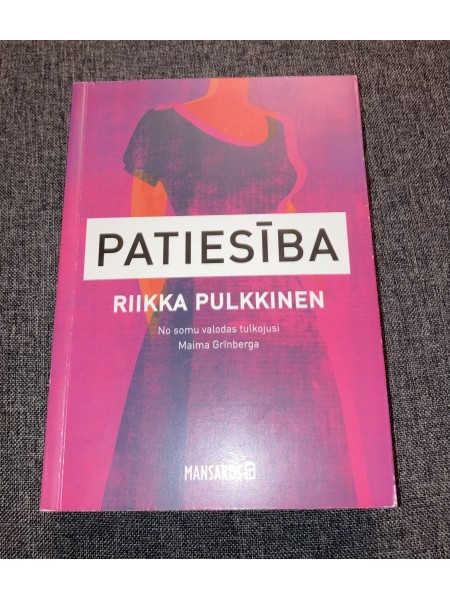 PATIESĪBA
RIIKKA PULKKINEN
No somu valodas tulkojusi
Maima Grīnberga
MANSARDS